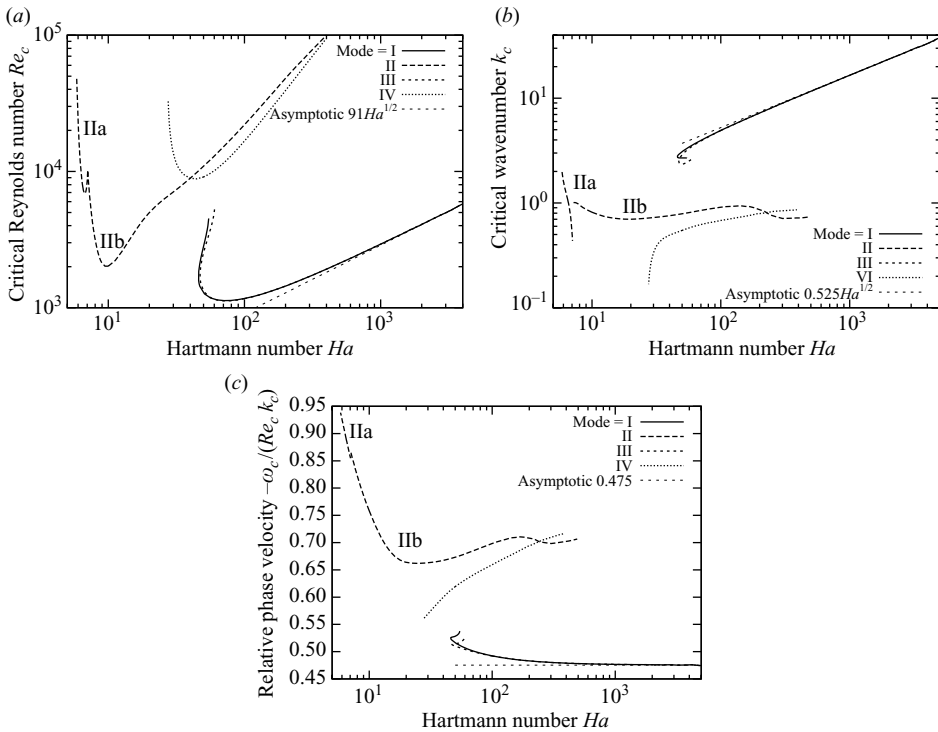 (a)
Critical Reynolds number Re_c
10^5
10^4
10^3
Mode = I
II
III
IV
Asymptotic 91Ha^{1/2}
IIa
IIb
10^1
10^2
10^3
Hartmann number Ha
(b)
Critical wavenumber k_c
10^1
10^0
10^{-1}
IIa
IIb
Mode = I
II
III
VI
Asymptotic 0.525Ha^{1/2}
10^1
10^2
10^3
Hartmann number Ha
(c)
Relative phase velocity −ω_c/(Re_c k_c)
0.95
0.90
0.85
0.80
0.75
0.70
0.65
0.60
0.55
0.50
0.45
Mode = I
II
III
IV
Asymptotic 0.475
IIa
IIb
10^1
10^2
10^3
Hartmann number Ha